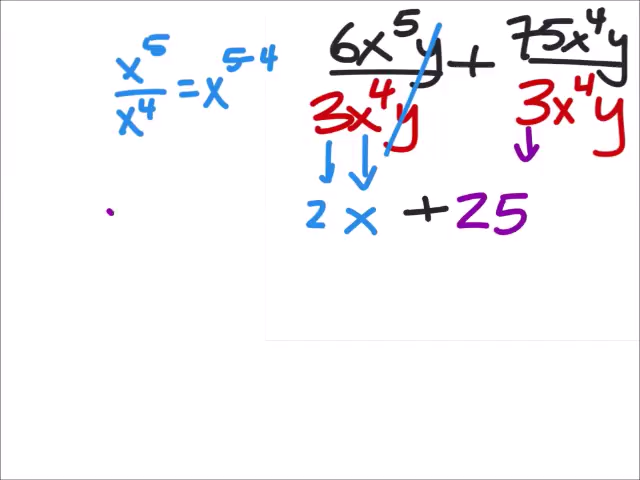 x^5/x^4 = x^{5-4}
6x^5y/3x^4y + 75x^4y/3x^4y
2x + 25